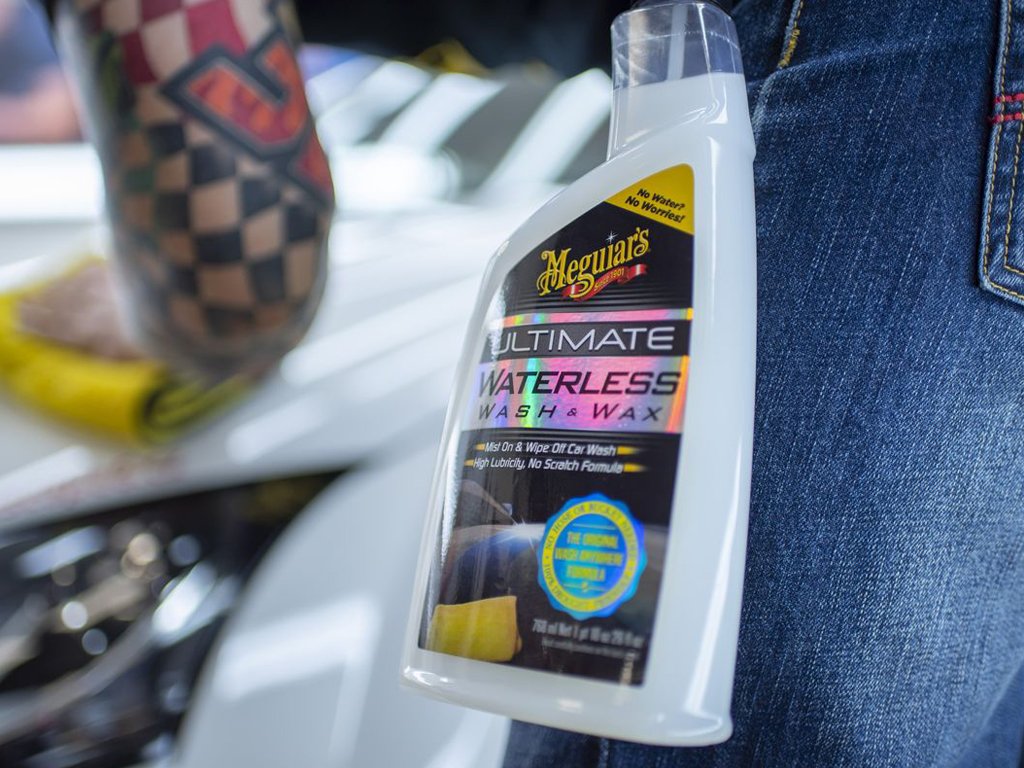 No Water?
No Worries!
Meguiar's
Since 1901
ULTIMATE
WATERLESS
WASH & WAX
Mist On & Wipe Off Car Wash
High Lubricity, No Scratch Formula
THE ORIGINAL
WASH ANYWHERE
FORMULA